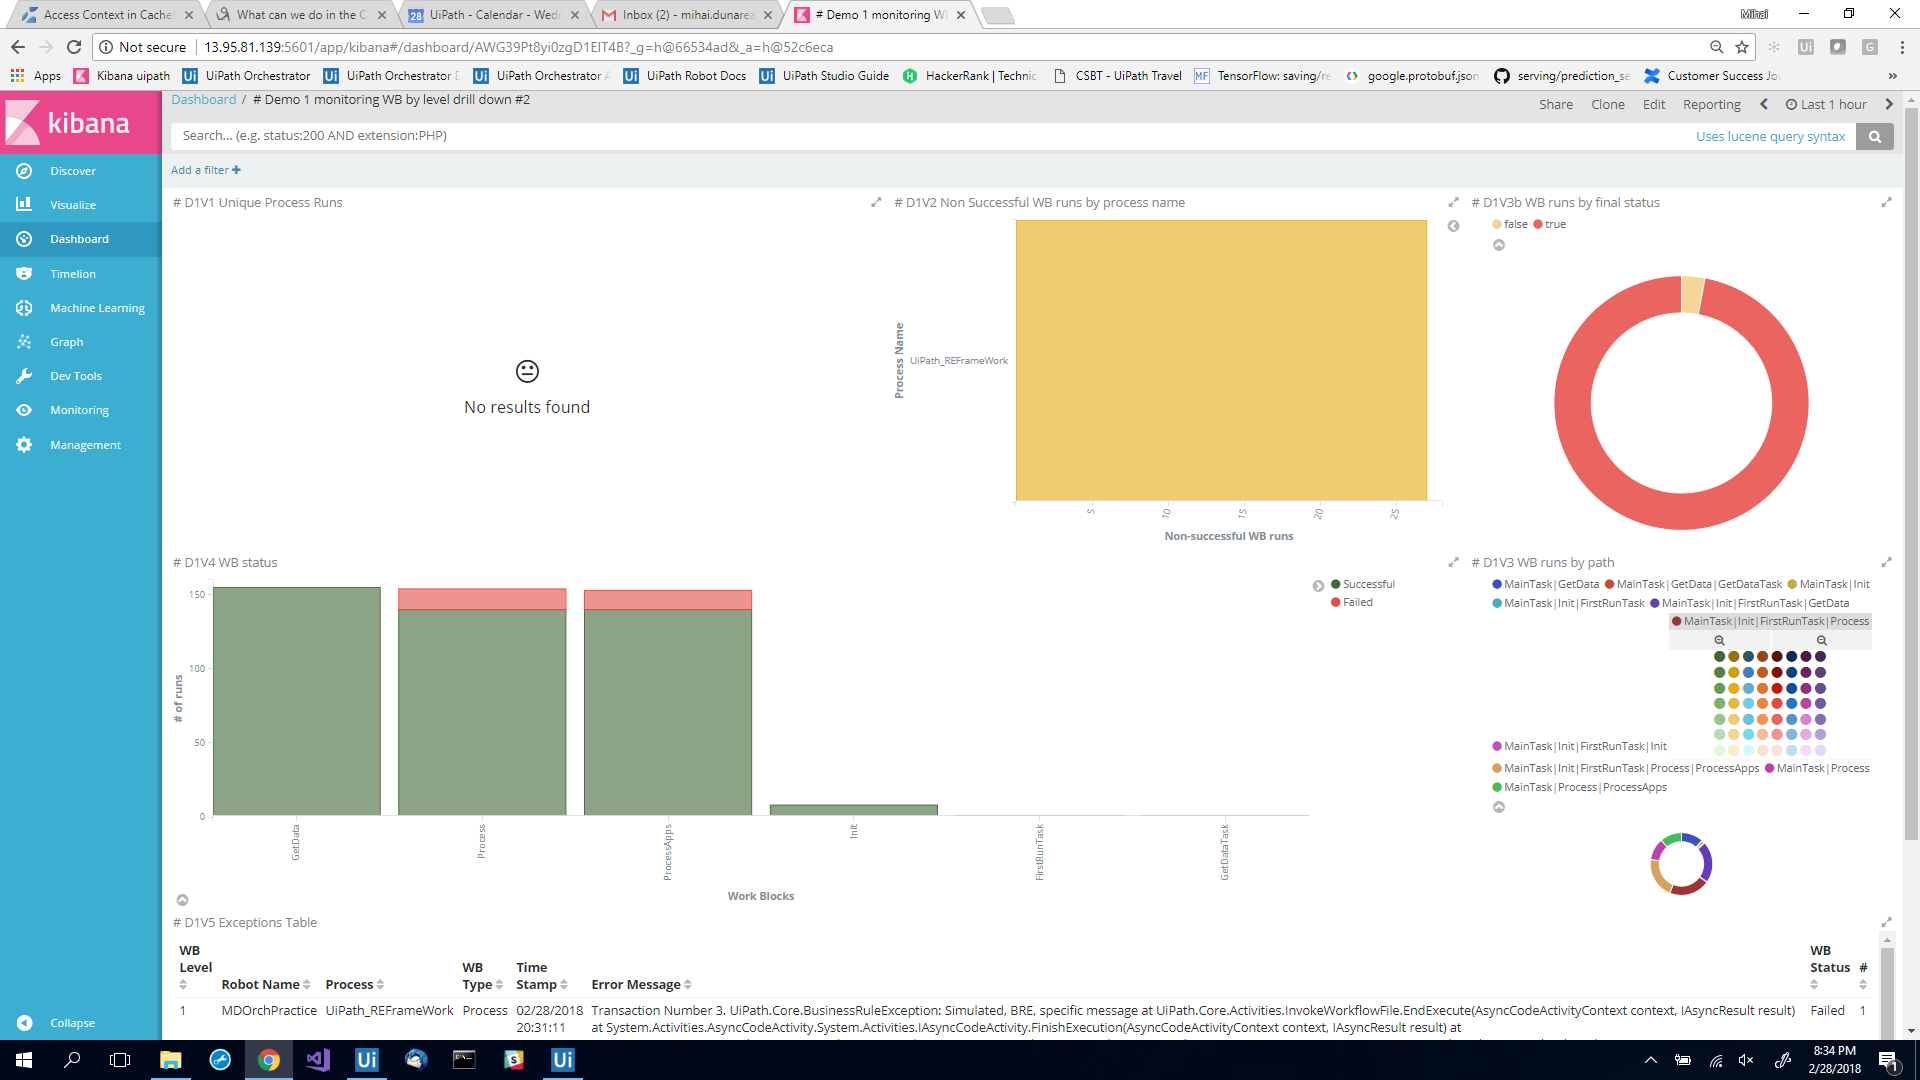 Access Context in Cache
What can we do in the C
28 UiPath - Calendar - Wedn
Inbox (2) - mihai.dunarea
# Demo 1 monitoring W
Mihai
Not secure 13.95.81.139:5601/app/kibana#/dashboard/AWG39Pt8yi0zgD1EIT4B?_g=h@66534ad&_a=h@52c6eca
Apps Kibana uipath UiPath Orchestrator UiPath Orchestrator UiPath Orchestrator UiPath Robot Docs UiPath Studio Guide HackerRank | Technic CSBT - UiPath Travel TensorFlow: saving/re google.protobuf.json serving/prediction_se Customer Success Jou
kibana
Discover
Visualize
Dashboard
Timelion
Machine Learning
Graph
Dev Tools
Monitoring
Management
Collapse
Dashboard / # Demo 1 monitoring WB by level drill down #2
Share Clone Edit Reporting Last 1 hour
Search... (e.g. status:200 AND extension:PHP)
Uses lucene query syntax
Add a filter +
# D1V1 Unique Process Runs
No results found
# D1V2 Non Successful WB runs by process name
Process Name
UiPath_REFrameWork
5 10 15 20 25
Non-successful WB runs
# D1V3b WB runs by final status
false true
# D1V4 WB status
Successful
Failed
# of runs
150
100
50
0
GetData Process ProcessApps Init FirstRunTask GetDataTask
Work Blocks
# D1V3 WB runs by path
MainTask|GetData MainTask|GetData|GetDataTask MainTask|Init
MainTask|Init|FirstRunTask MainTask|Init|FirstRunTask|GetData
MainTask|Init|FirstRunTask|Process
MainTask|Init|FirstRunTask|Init
MainTask|Init|FirstRunTask|Process|ProcessApps MainTask|Process
MainTask|Process|ProcessApps
# D1V5 Exceptions Table
WB Level Robot Name Process WB Type Time Stamp Error Message WB Status #
1 MDOrchPractice UiPath_REFrameWork Process 02/28/2018 20:31:11 Transaction Number 3. UiPath.Core.BusinessRuleException: Simulated, BRE, specific message at UiPath.Core.Activities.InvokeWorkflowFile.EndExecute(AsyncCodeActivityContext context, IAsyncResult result) Failed 1
at System.Activities.AsyncCodeActivity.System.Activities.IAsyncCodeActivity.FinishExecution(AsyncCodeActivityContext context, IAsyncResult result) at
8:34 PM
2/28/2018
1